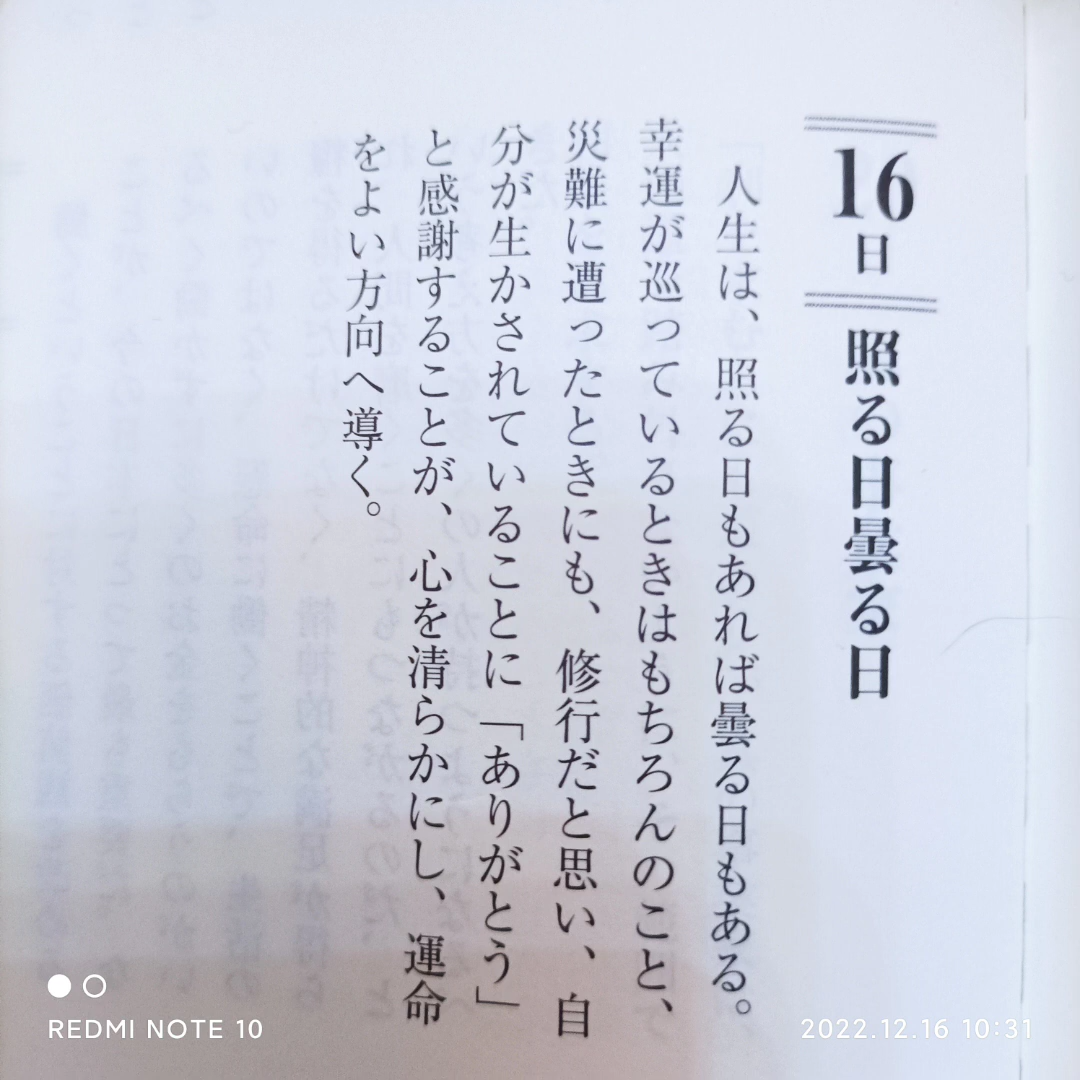 16日 照る日曇る日
人生は、照る日もあれば曇る日もある。
幸運が巡っているときはもちろんのこと、
災難に遭ったときにも、修行だと思い、自
分が生かされていることに「ありがとう」
と感謝することが、心を清らかにし、運命
をよい方向へ導く。
REDMI NOTE 10
2022.12.16 10:31